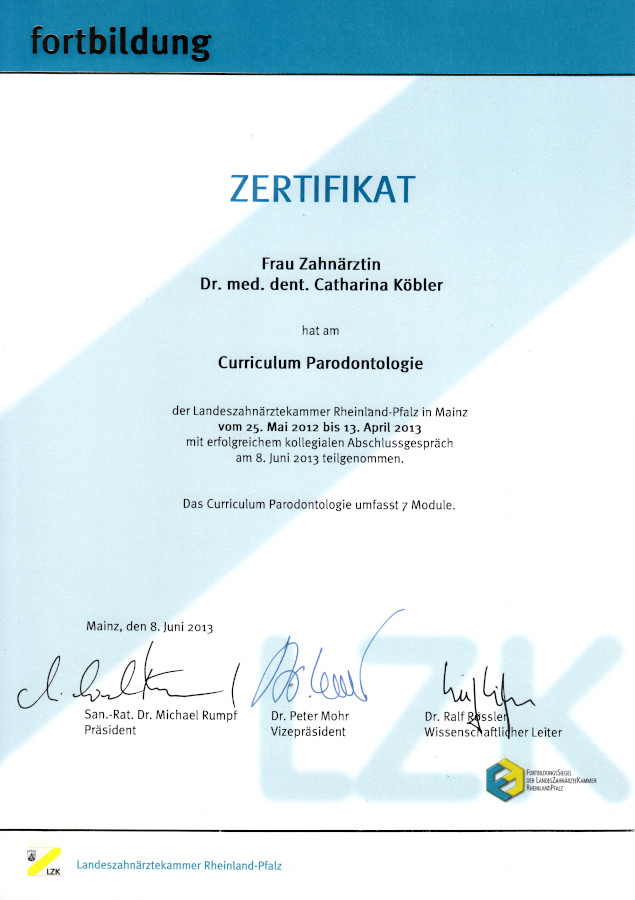 fortbildung
ZERTIFIKAT
Frau Zahnärztin
Dr. med. dent. Catharina Köbler
hat am
Curriculum Parodontologie
der Landeszahnärztekammer Rheinland-Pfalz in Mainz
vom 25. Mai 2012 bis 13. April 2013
mit erfolgreichem kollegialen Abschlussgespräch
am 8. Juni 2013 teilgenommen.
Das Curriculum Parodontologie umfasst 7 Module.
Mainz, den 8. Juni 2013
LZK
San.-Rat. Dr. Michael Rumpf
Präsident
Dr. Peter Mohr
Vizepräsident
Dr. Ralf Rössler
Wissenschaftlicher Leiter
FortbildungsSiegel
der LandesZahnärzteKammer
RheinlandPfalz
LZK
Landeszahnärztekammer Rheinland-Pfalz